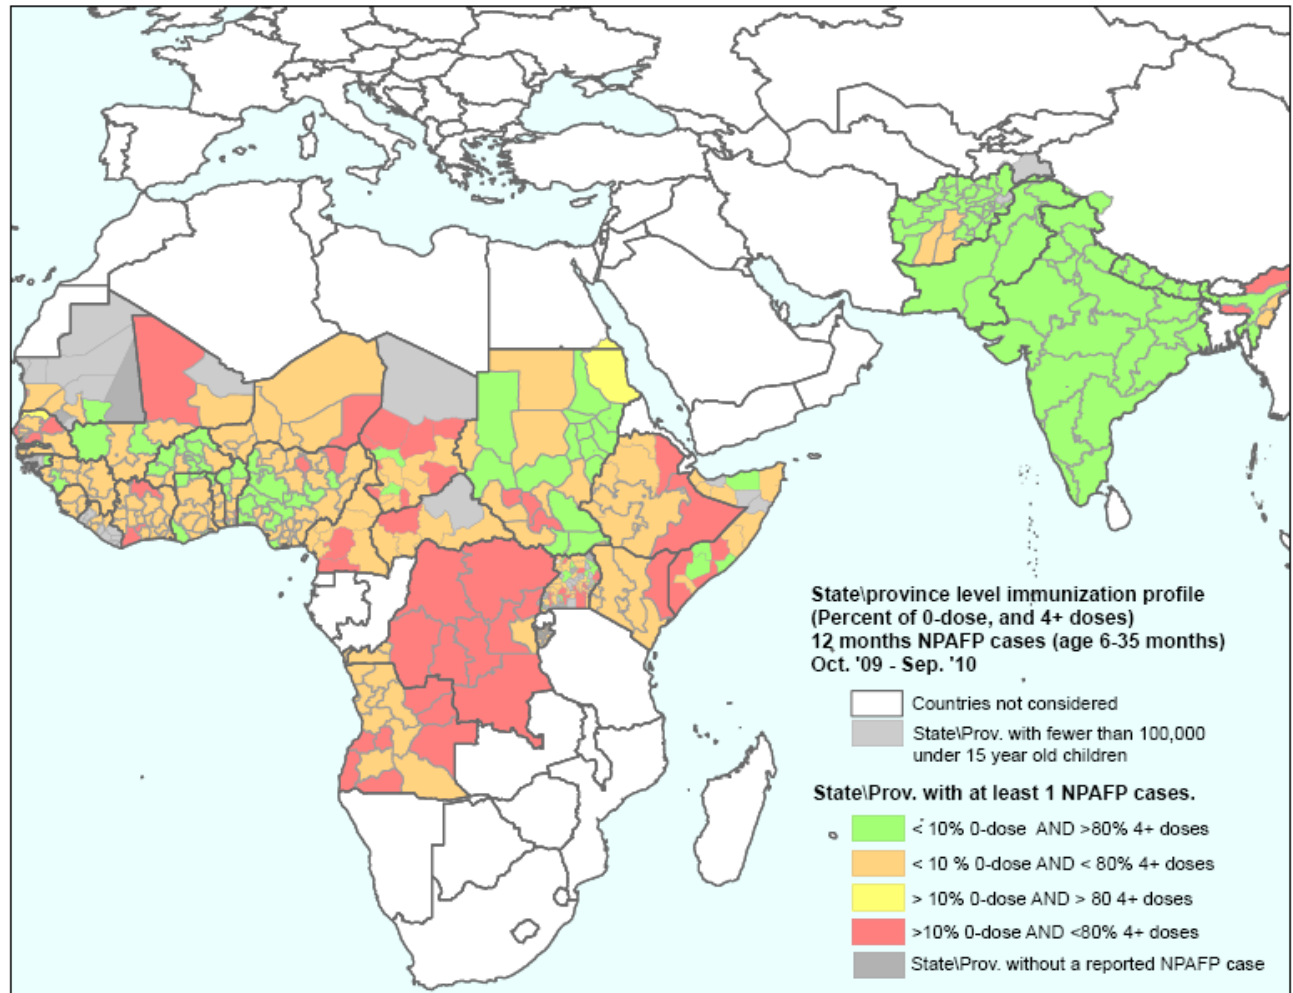 State\province level immunization profile
(Percent of 0-dose, and 4+ doses)
12 months NPAFP cases (age 6-35 months)
Oct. '09 - Sep. '10
Countries not considered
State\Prov. with fewer than 100,000
under 15 year old children
State\Prov. with at least 1 NPAFP cases.
< 10% 0-dose  AND >80% 4+ doses
< 10 % 0-dose AND < 80% 4+ doses
> 10% 0-dose AND > 80 4+ doses
>10% 0-dose AND <80% 4+ doses
State\Prov. without a reported NPAFP case